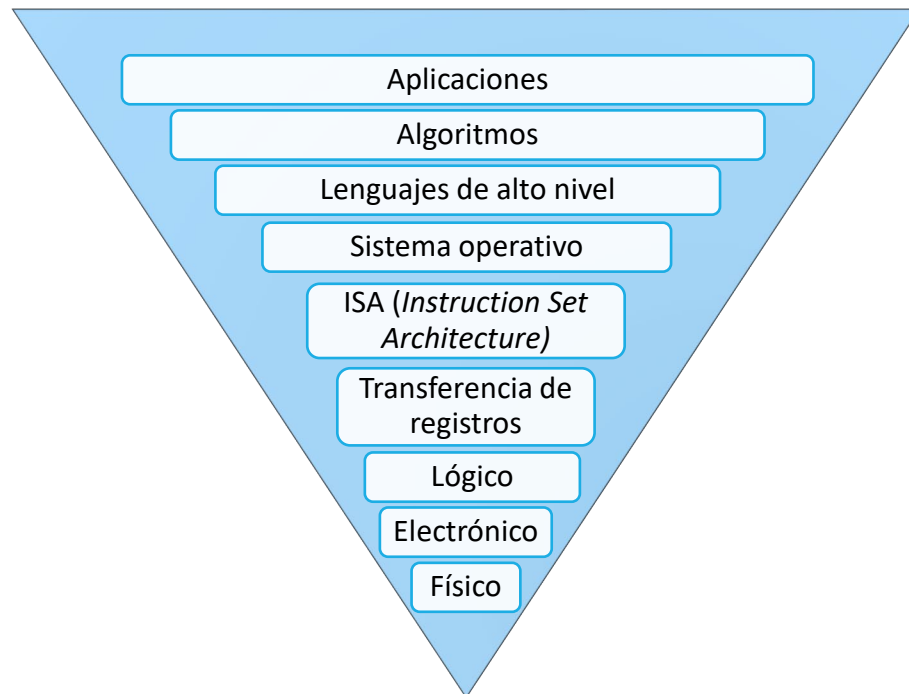 Aplicaciones
Algoritmos
Lenguajes de alto nivel
Sistema operativo
ISA (Instruction Set
Architecture)
Transferencia de
registros
Lógico
Electrónico
Físico